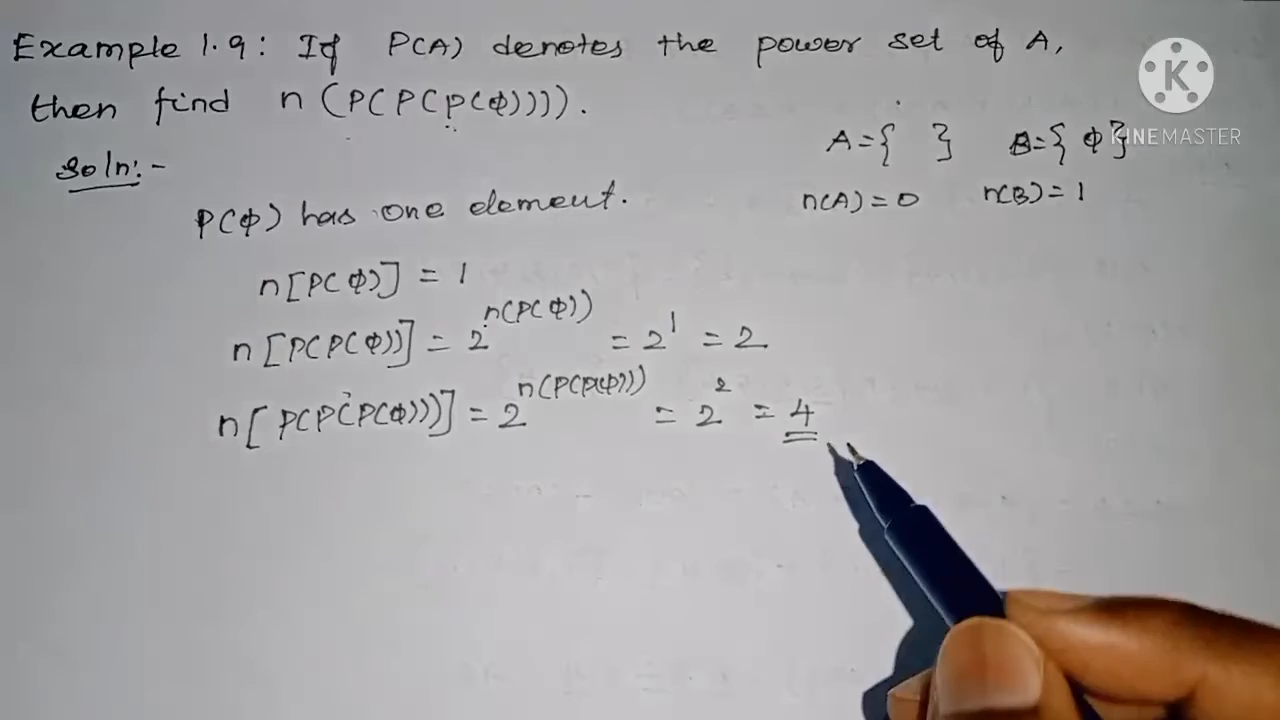 Example 1.9: If P(A) denotes the power set of A,
then find n(P(P(P(Φ)))).
A={ } B={ Φ}
n(A)=0 n(B)=1
Soln:-
P(Φ) has one element.
n[P(Φ)] = 1
n[P(P(Φ))] = 2^n(P(Φ)) = 2^1 = 2
n[P(P(P(Φ)))] = 2^n(P(P(Φ))) = 2^2 = 4
K
KINEMASTER